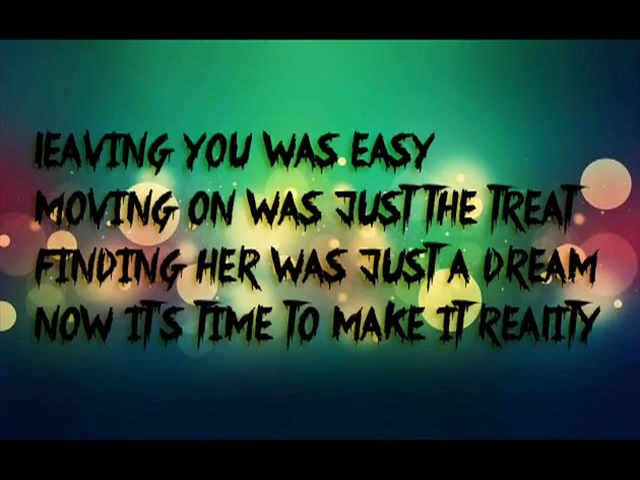 LEAVING YOU WAS EASY
MOVING ON WAS JUST THE TREAT
FINDING HER WAS JUST A DREAM
NOW IT'S TIME TO MAKE IT REALITY